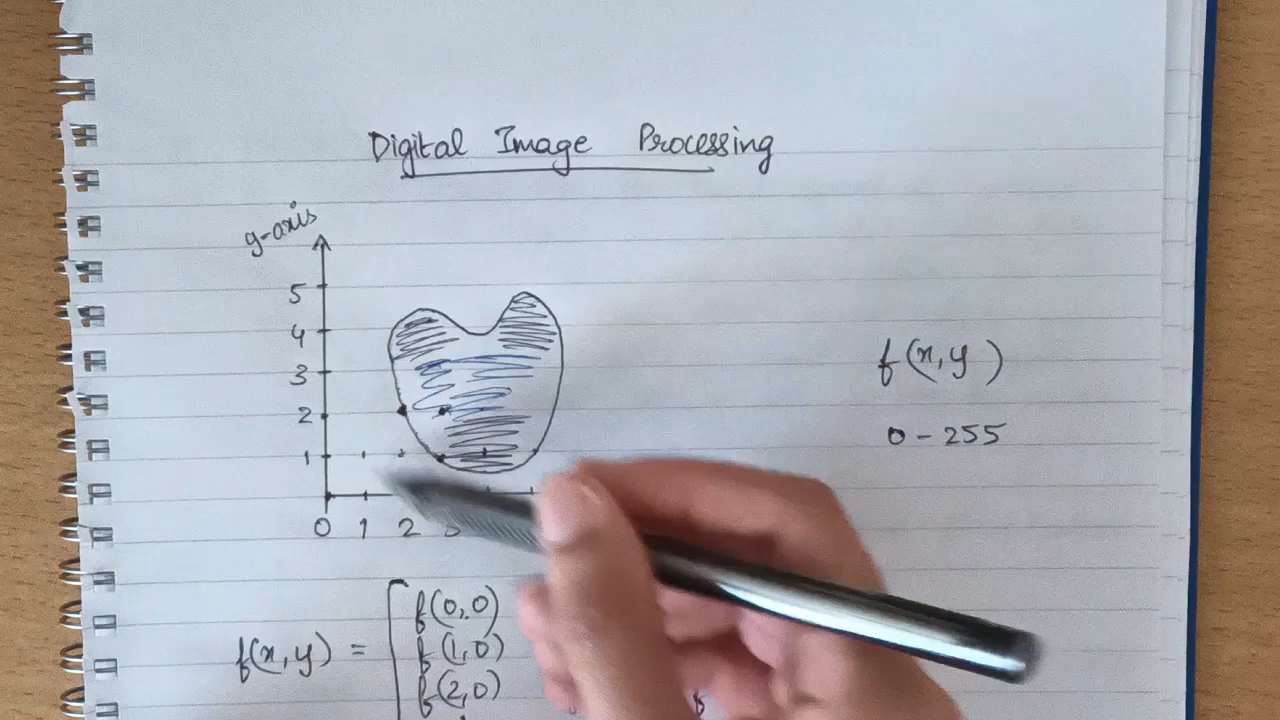 Digital Image Processing
y-axis
5
4
3
2
1
0 1 2 3
f(x,y)
0-255
f(x,y) =
f(0,0)
f(1,0)
f(2,0)